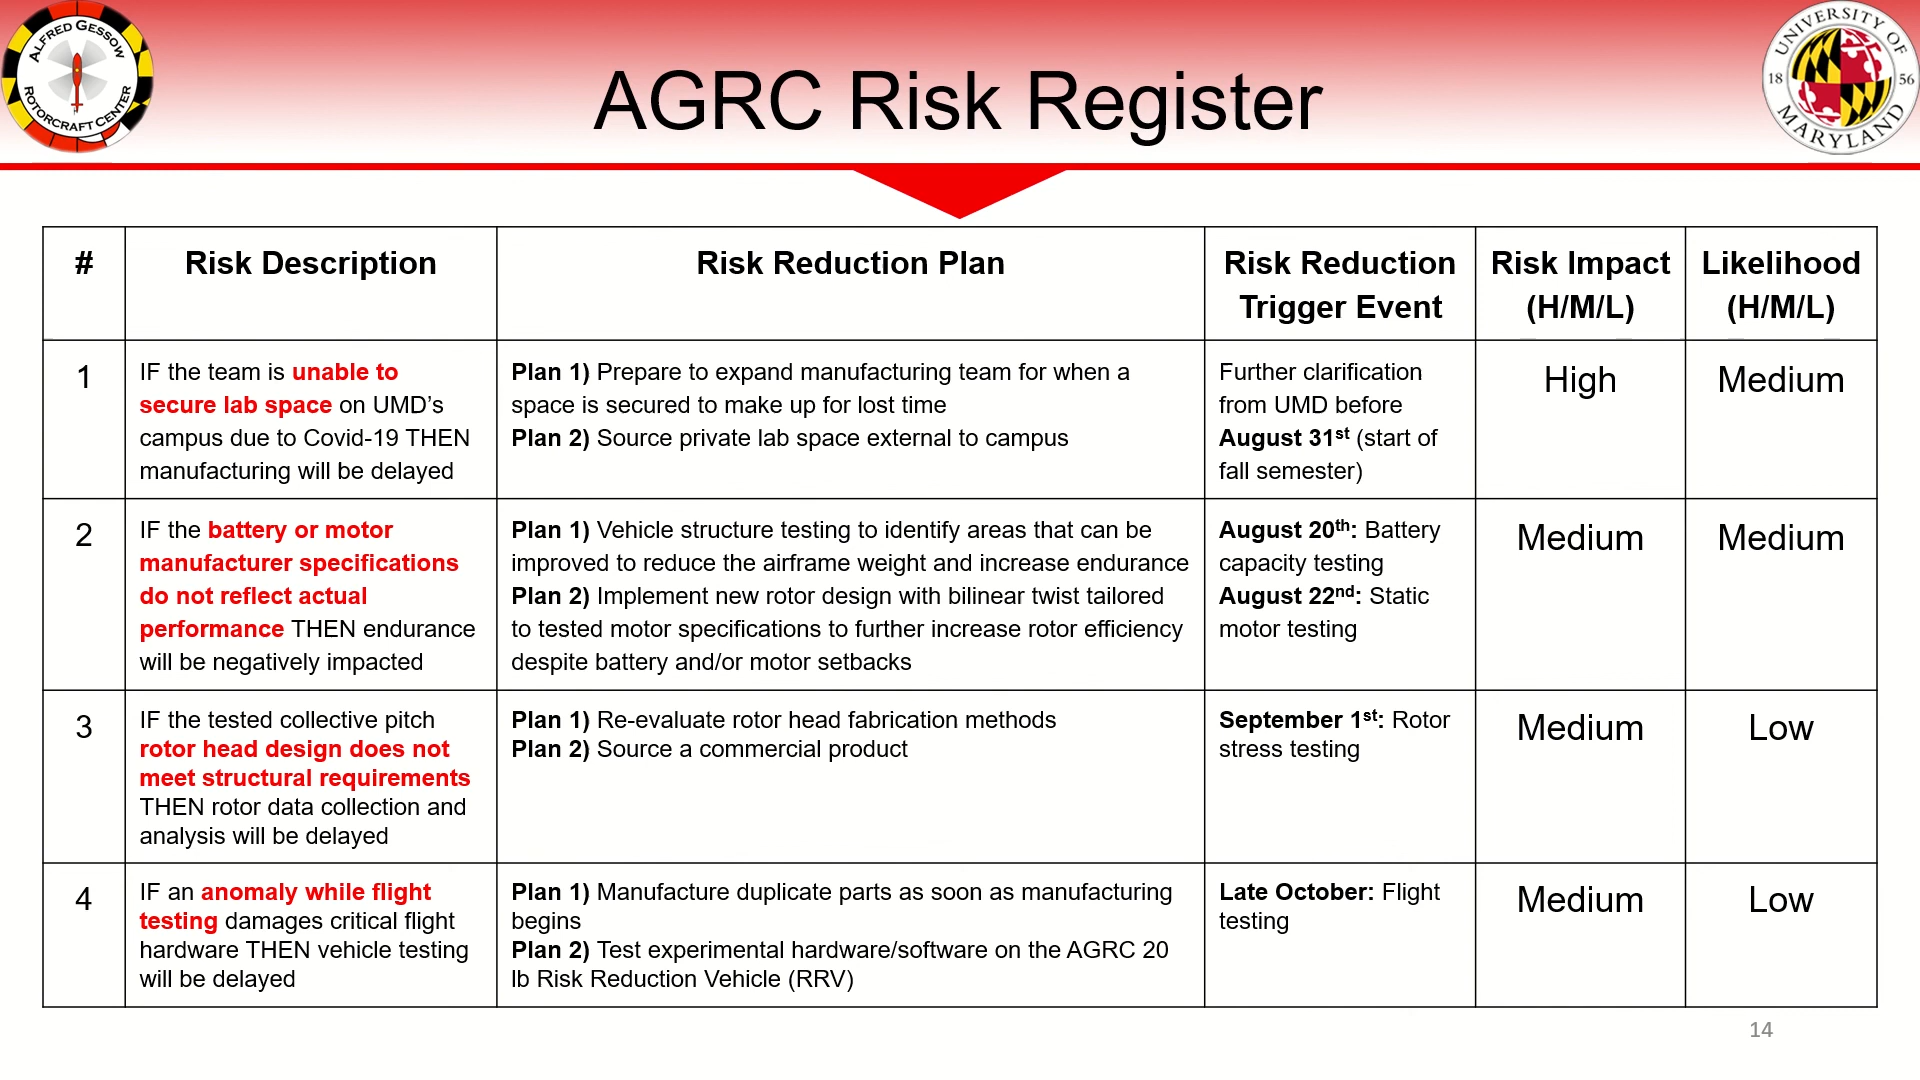 ALFRED GESSOW
ROTORCRAFT CENTER
AGRC Risk Register
UNIVERSITY OF
18 56
MARYLAND
#
Risk Description
Risk Reduction Plan
Risk Reduction
Trigger Event
Risk Impact
(H/M/L)
Likelihood
(H/M/L)
1
IF the team is unable to
secure lab space on UMD’s
campus due to Covid-19 THEN
manufacturing will be delayed
Plan 1) Prepare to expand manufacturing team for when a
space is secured to make up for lost time
Plan 2) Source private lab space external to campus
Further clarification
from UMD before
August 31st (start of
fall semester)
High
Medium
2
IF the battery or motor
manufacturer specifications
do not reflect actual
performance THEN endurance
will be negatively impacted
Plan 1) Vehicle structure testing to identify areas that can be
improved to reduce the airframe weight and increase endurance
Plan 2) Implement new rotor design with bilinear twist tailored
to tested motor specifications to further increase rotor efficiency
despite battery and/or motor setbacks
August 20th: Battery
capacity testing
August 22nd: Static
motor testing
Medium
Medium
3
IF the tested collective pitch
rotor head design does not
meet structural requirements
THEN rotor data collection and
analysis will be delayed
Plan 1) Re-evaluate rotor head fabrication methods
Plan 2) Source a commercial product
September 1st: Rotor
stress testing
Medium
Low
4
IF an anomaly while flight
testing damages critical flight
hardware THEN vehicle testing
will be delayed
Plan 1) Manufacture duplicate parts as soon as manufacturing
begins
Plan 2) Test experimental hardware/software on the AGRC 20
lb Risk Reduction Vehicle (RRV)
Late October: Flight
testing
Medium
Low
14